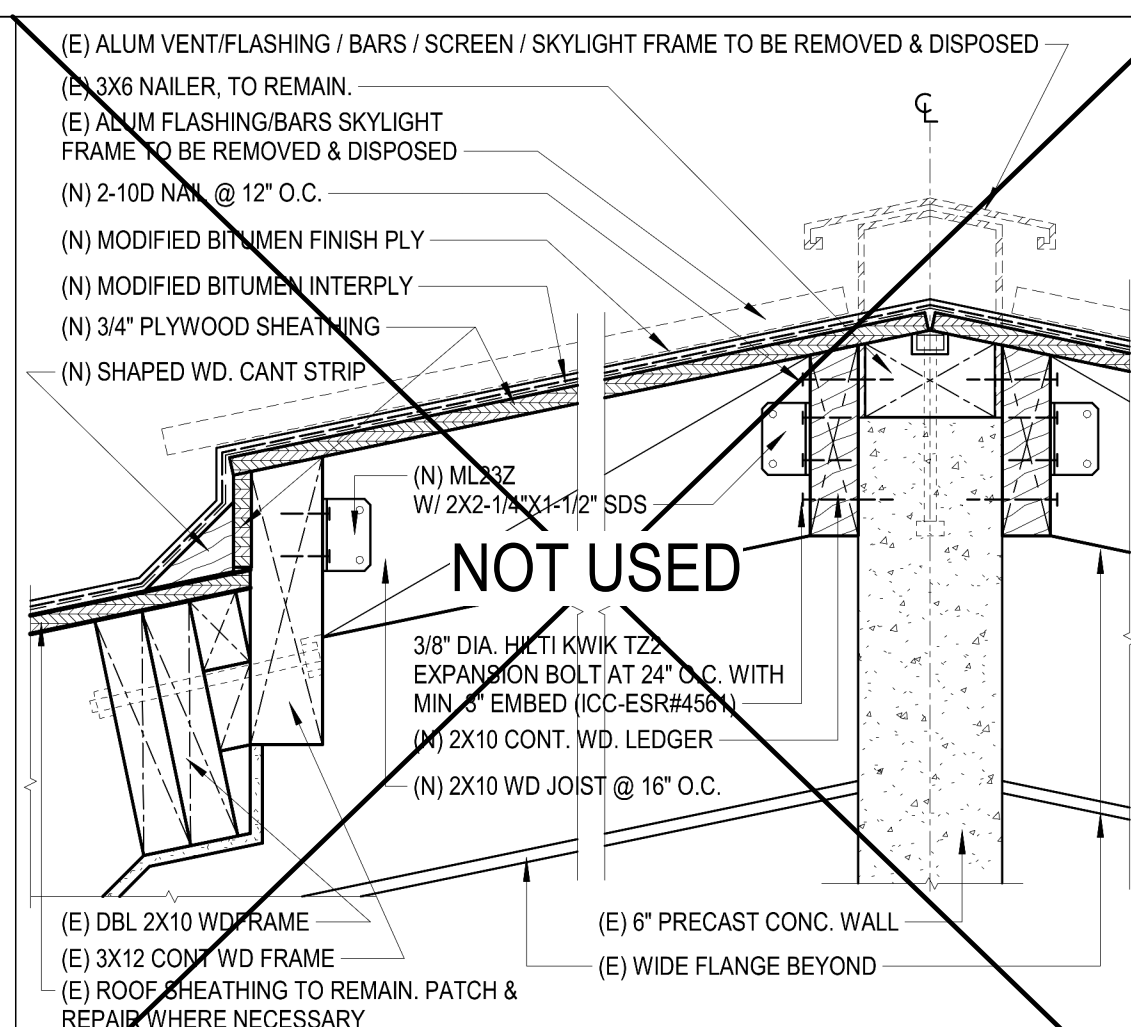 (E) ALUM VENT/FLASHING / BARS / SCREEN / SKYLIGHT FRAME TO BE REMOVED & DISPOSED
(E) 3X6 NAILER, TO REMAIN.
(E) ALUM FLASHING/BARS SKYLIGHT
FRAME TO BE REMOVED & DISPOSED
(N) 2-10D NAIL @ 12" O.C.
(N) MODIFIED BITUMEN FINISH PLY
(N) MODIFIED BITUMEN INTERPLY
(N) 3/4" PLYWOOD SHEATHING
(N) SHAPED WD. CANT STRIP
CL
(N) ML23Z
W/ 2X2-1/4"X1-1/2" SDS
NOT USED
3/8" DIA. HILTI KWIK TZ2
EXPANSION BOLT AT 24" O.C. WITH
MIN. 3" EMBED (ICC-ESR#4561)
(N) 2X10 CONT. WD. LEDGER
(N) 2X10 WD JOIST @ 16" O.C.
(E) DBL 2X10 WD FRAME
(E) 3X12 CONT WD FRAME
(E) ROOF SHEATHING TO REMAIN. PATCH &
REPAIR WHERE NECESSARY
(E) 6" PRECAST CONC. WALL
(E) WIDE FLANGE BEYOND